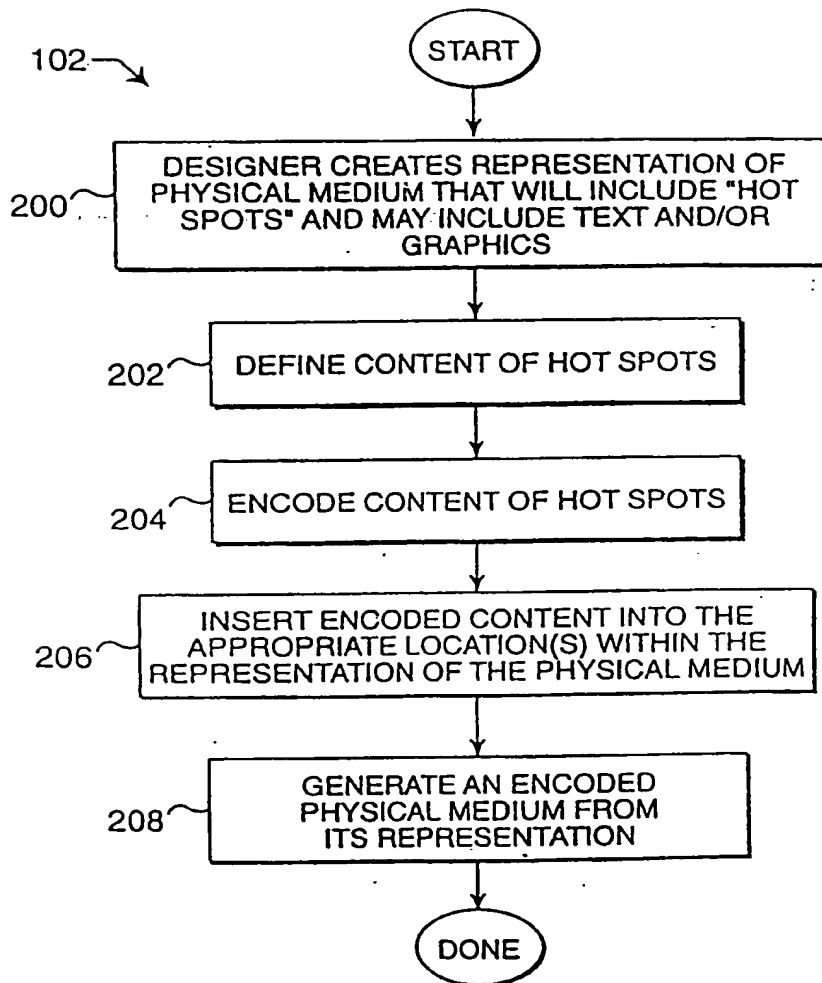 START
102
DESIGNER CREATES REPRESENTATION OF
PHYSICAL MEDIUM THAT WILL INCLUDE "HOT
SPOTS" AND MAY INCLUDE TEXT AND/OR
GRAPHICS
200
DEFINE CONTENT OF HOT SPOTS
202
ENCODE CONTENT OF HOT SPOTS
204
INSERT ENCODED CONTENT INTO THE
APPROPRIATE LOCATION(S) WITHIN THE
REPRESENTATION OF THE PHYSICAL MEDIUM
206
GENERATE AN ENCODED
PHYSICAL MEDIUM FROM
ITS REPRESENTATION
208
DONE